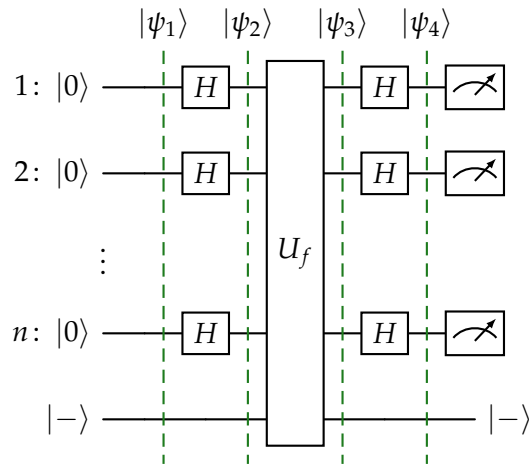 |ψ₁⟩ |ψ₂⟩ |ψ₃⟩ |ψ₄⟩
1: |0⟩ H H
2: |0⟩ H H
⋮ U_f
n: |0⟩ H H
|−⟩ |−⟩